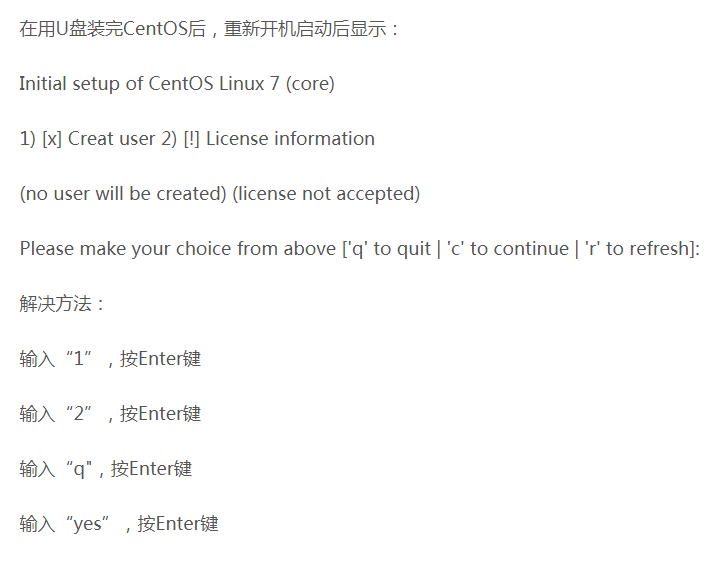 在用U盘装完CentOS后，重新开机启动后显示：
Initial setup of CentOS Linux 7 (core)
1) [x] Creat user 2) [!] License information
(no user will be created) (license not accepted)
Please make your choice from above ['q' to quit | 'c' to continue | 'r' to refresh]:
解决方法：
输入“1”，按Enter键
输入“2”，按Enter键
输入“q"，按Enter键
输入“yes”，按Enter键